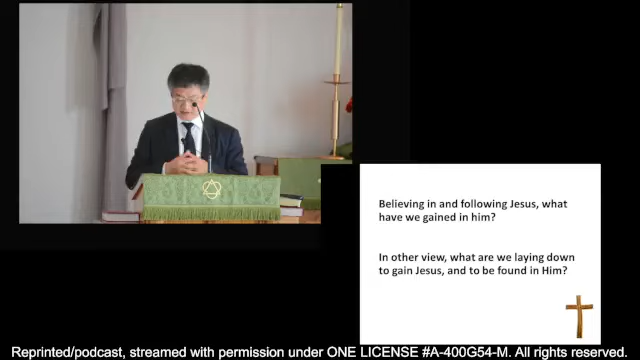 Believing in and following Jesus, what
have we gained in him?
In other view, what are we laying down
to gain Jesus, and to be found in Him?
Reprinted/podcast, streamed with permission under ONE LICENSE #A-400G54-M. All rights reserved.